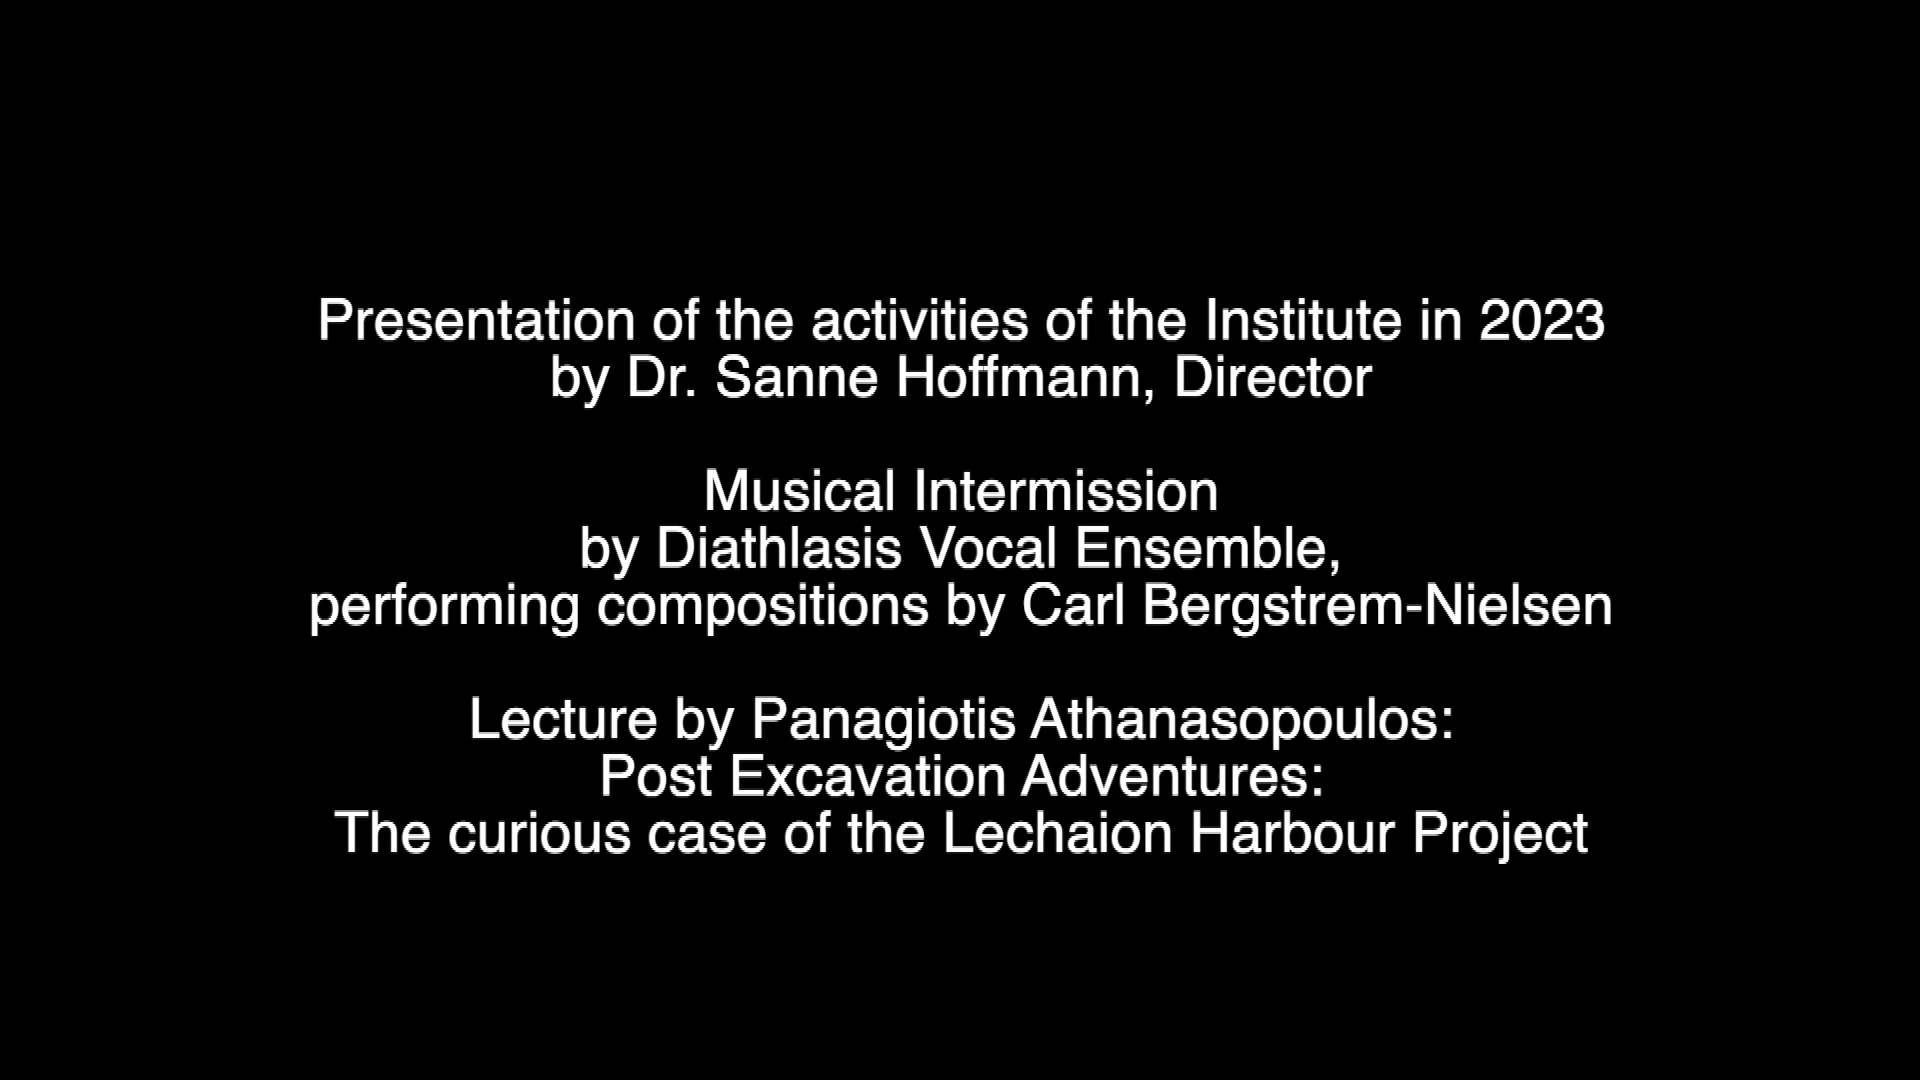 Presentation of the activities of the Institute in 2023
by Dr. Sanne Hoffmann, Director
Musical Intermission
by Diathlasis Vocal Ensemble,
performing compositions by Carl Bergstrem-Nielsen
Lecture by Panagiotis Athanasopoulos:
Post Excavation Adventures:
The curious case of the Lechaion Harbour Project